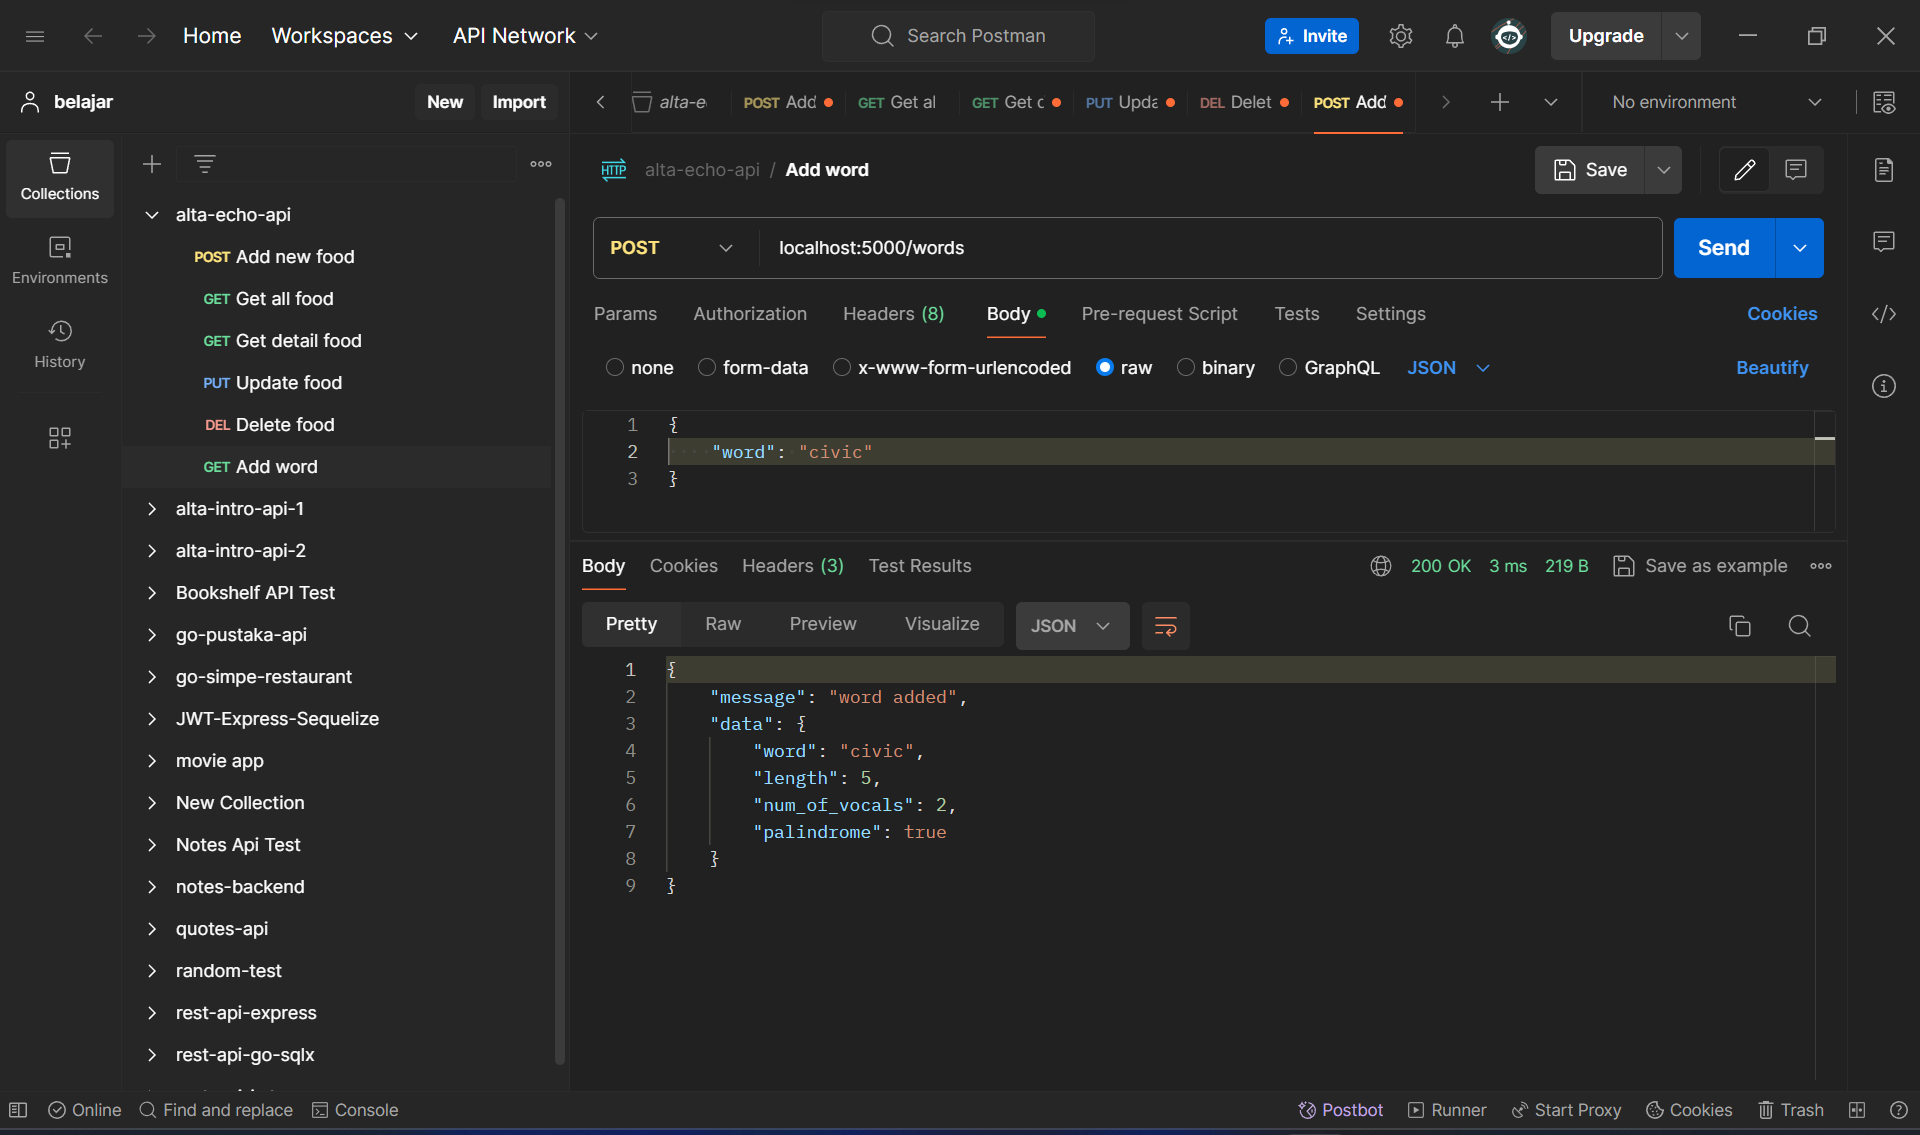 Home Workspaces API Network Search Postman Invite Upgrade
belajar New Import
alta-e POST Add GET Get al GET Get c PUT Upda DEL Delet POST Add No environment
Collections
Environments
History
alta-echo-api
POST Add new food
GET Get all food
GET Get detail food
PUT Update food
DEL Delete food
GET Add word
alta-intro-api-1
alta-intro-api-2
Bookshelf API Test
go-pustaka-api
go-simpe-restaurant
JWT-Express-Sequelize
movie app
New Collection
Notes Api Test
notes-backend
quotes-api
random-test
rest-api-express
rest-api-go-sqlx
HTTP alta-echo-api / Add word Save
POST localhost:5000/words Send
Params Authorization Headers (8) Body Pre-request Script Tests Settings Cookies
none form-data x-www-form-urlencoded raw binary GraphQL JSON Beautify
1 {
2 "word": "civic"
3 }
Body Cookies Headers (3) Test Results 200 OK 3 ms 219 B Save as example
Pretty Raw Preview Visualize JSON
1 {
2 "message": "word added",
3 "data": {
4 "word": "civic",
5 "length": 5,
6 "num_of_vocals": 2,
7 "palindrome": true
8 }
9 }
Online Find and replace Console Postbot Runner Start Proxy Cookies Trash